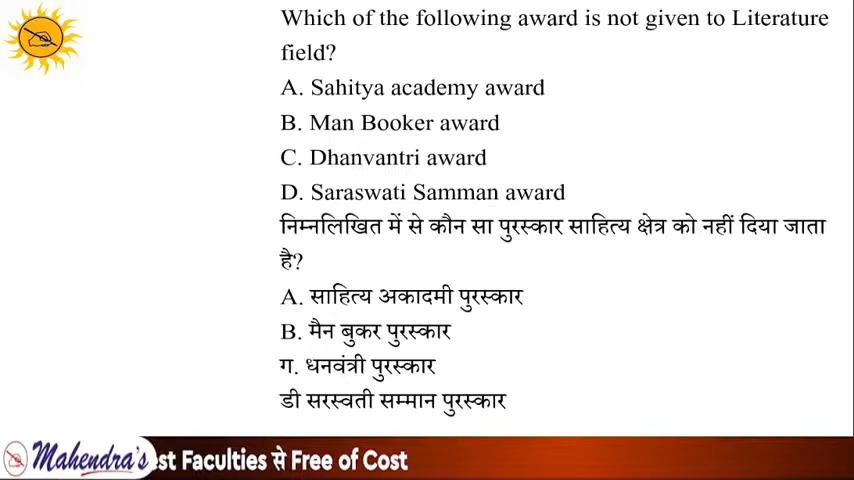 Which of the following award is not given to Literature
field?
A. Sahitya academy award
B. Man Booker award
C. Dhanvantri award
D. Saraswati Samman award
निम्नलिखित में से कौन सा पुरस्कार साहित्य क्षेत्र को नहीं दिया जाता
है?
A. साहित्य अकादमी पुरस्कार
B. मैन बुकर पुरस्कार
ग. धनवंत्री पुरस्कार
डी सरस्वती सम्मान पुरस्कार
Mahendra's Faculties से Free of Cost